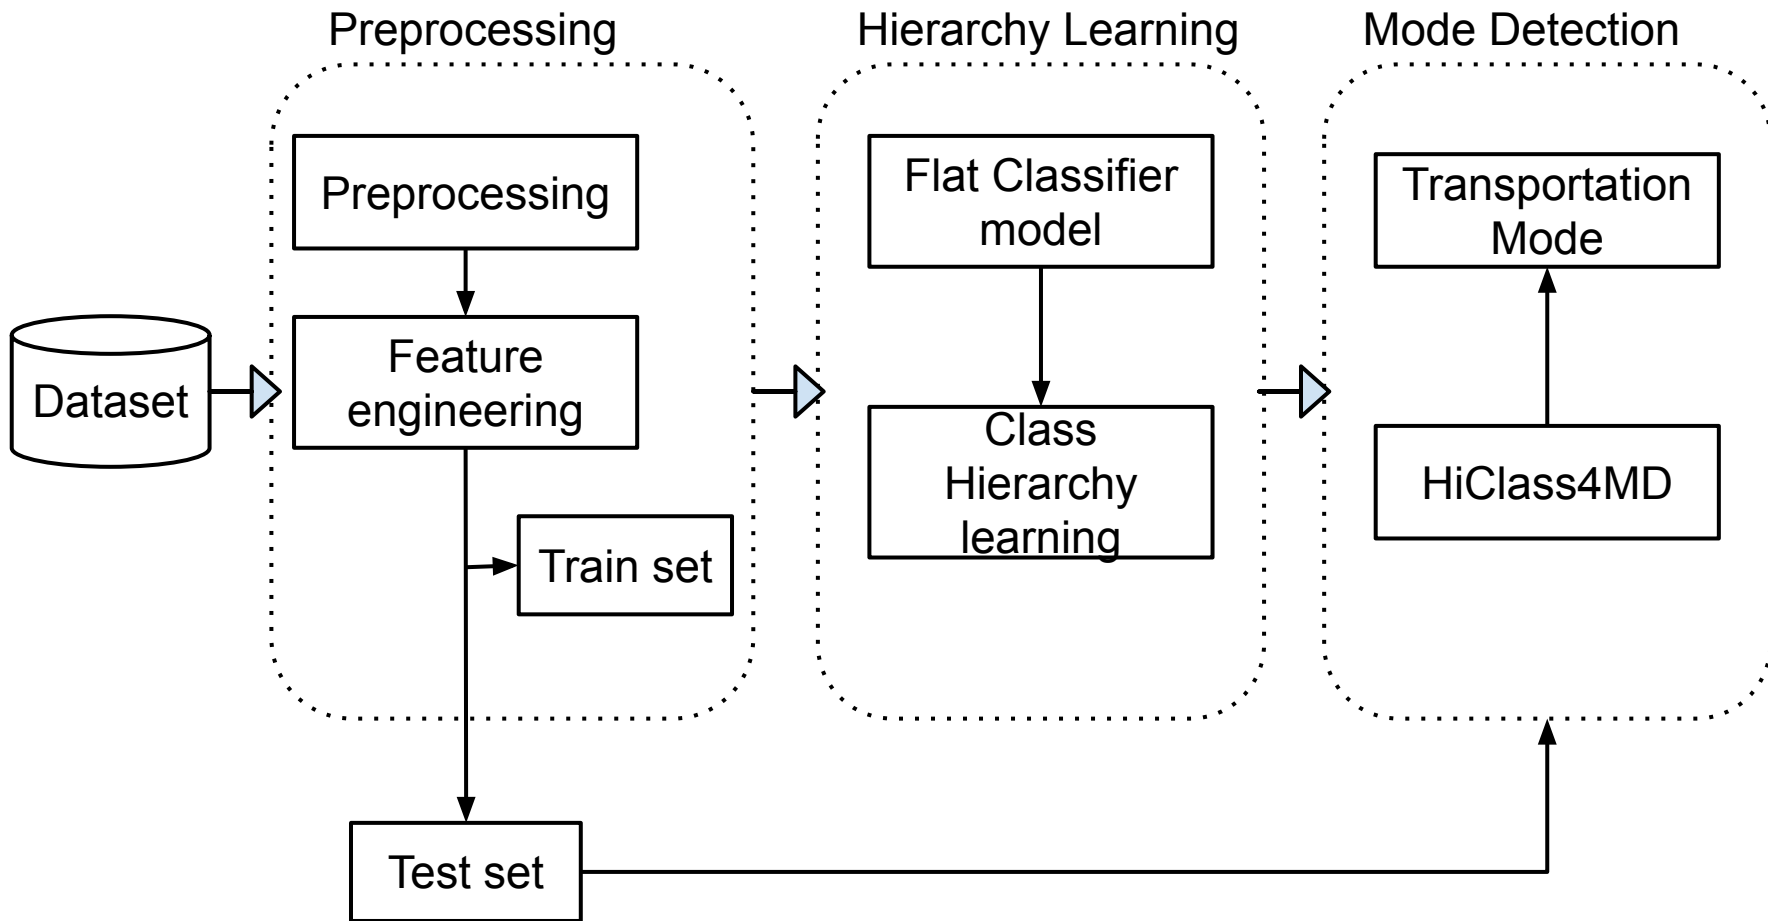 Preprocessing
Hierarchy Learning
Mode Detection
Dataset
Preprocessing
Feature
engineering
Train set
Test set
Flat Classifier
model
Class
Hierarchy
learning
Transportation
Mode
HiClass4MD